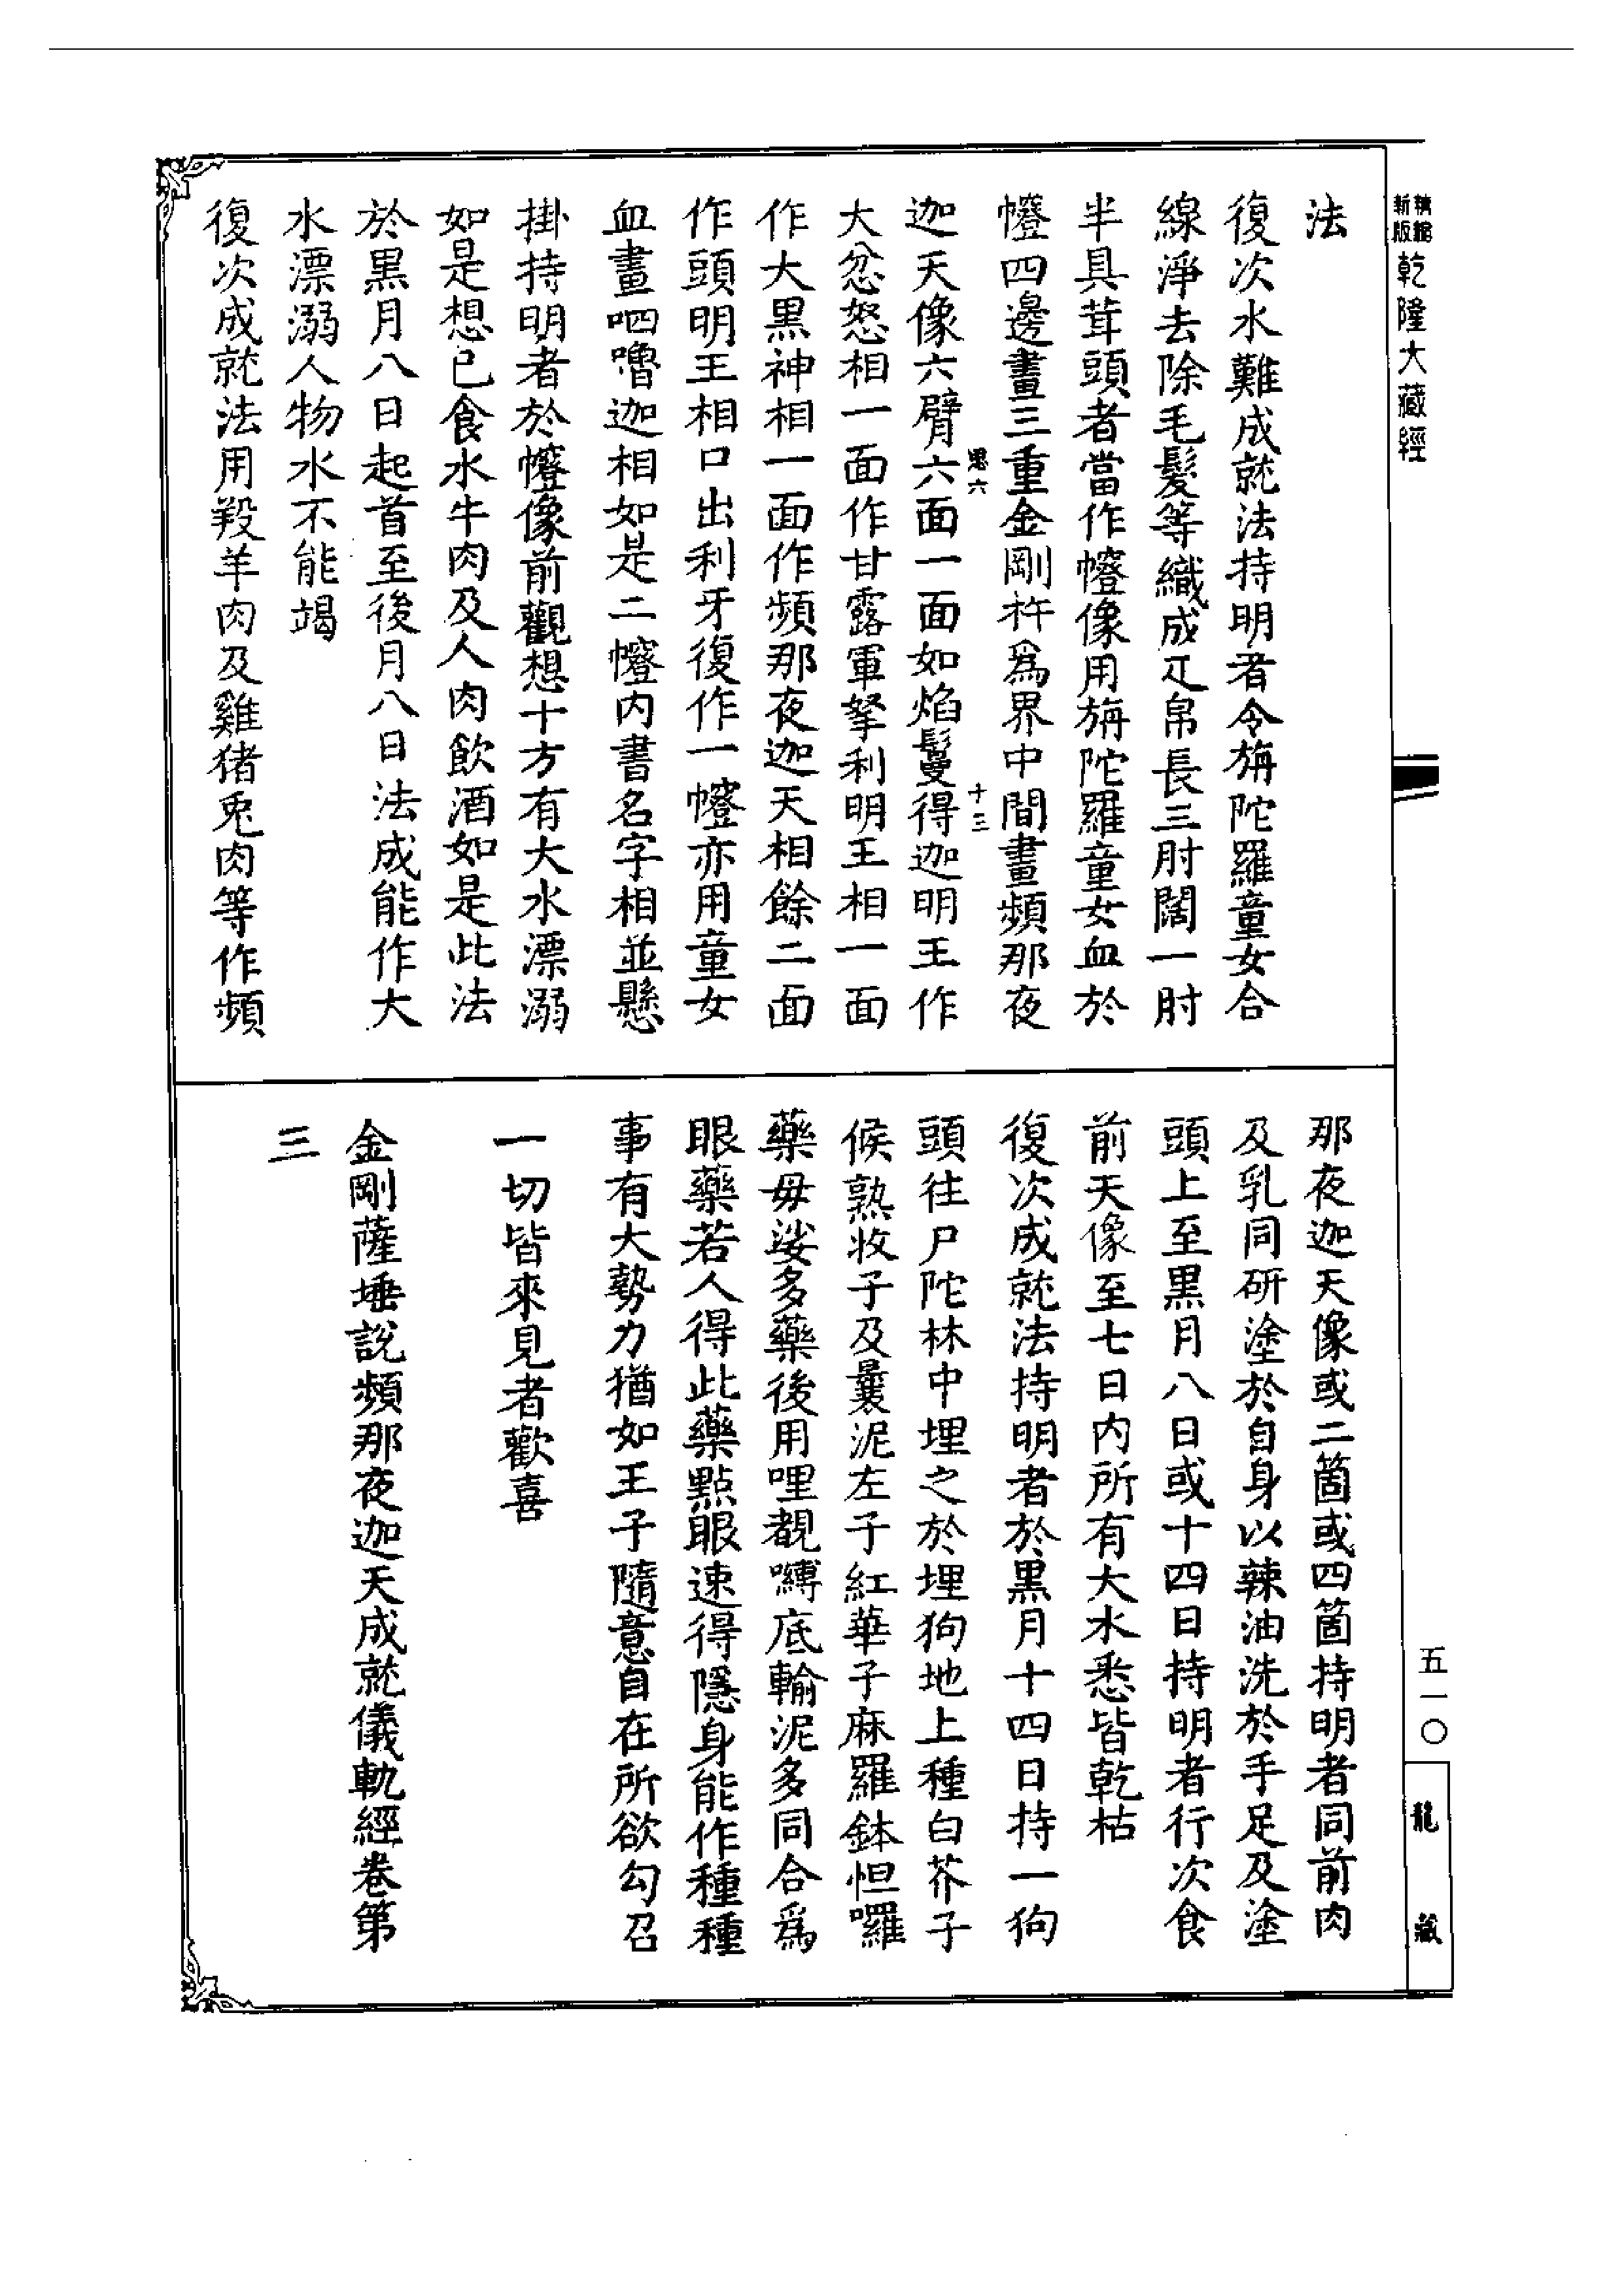 新版精縮乾隆大藏經
法
復次水難成就法持明者令旃陀羅童女合
線淨去除毛髮等織成疋帛長三肘闊一肘
半具茸頭者當作㡧像用旃陀羅童女血於
㡧四邊畫三重金剛杵爲界中間畫頻那夜
迦天像六臂六面一面如焰鬘得迦明王作
思六
十三
大忿怒相一面作甘露軍拏利明王相一面
作大黑神相一面作頻那夜迦天相餘二面
作頭明王相口出利牙復作一㡧亦用童女
血畫呬嚕迦相如是二㡧内書名字相並懸
掛持明者於㡧像前觀想十方有大水漂溺
如是想已食水牛肉及人肉飲酒如是此法
於黑月八日起首至後月八日法成能作大
水漂溺人物水不能竭
復次成就法用羖羊肉及雞猪兎肉等作頻
那夜迦天像或二箇或四箇持明者同前肉
及乳同研塗於自身以辣油洗於手足及塗
頭上至黑月八日或十四日持明者行次食
前天像至七日内所有大水悉皆乾枯
復次成就法持明者於黑月十四日持一狗
頭往尸陀林中埋之於埋狗地上種白芥子
候熟收子及曩泥左子紅華子麻羅鉢怛囉
藥毋娑多藥後用哩覩嚩底輸泥多同合爲
眼藥若人得此藥點眼速得隱身能作種種
事有大勢力猶如王子隨意自在所欲勾召
一切皆來見者歡喜
金剛薩埵說頻那夜迦天成就儀軌經卷第
三
五一〇
龍藏